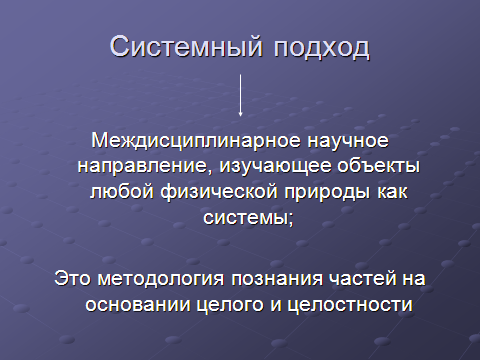 Системный подход
Междисциплинарное научное
направление, изучающее объекты
любой физической природы как
системы;
Это методология познания частей на
основании целого и целостности